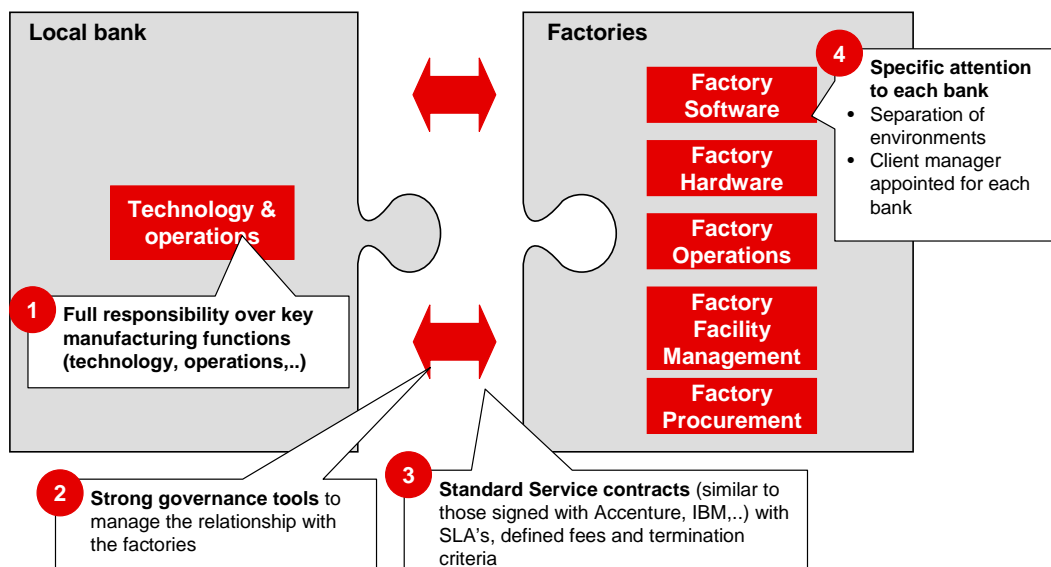 Local bank
Technology &
operations
1
Full responsibility over key
manufacturing functions
(technology, operations,..)
Factories
Factory
Software
Factory
Hardware
Factory
Operations
Factory
Facility
Management
Factory
Procurement
4
Specific attention
to each bank
• Separation of
environments
• Client manager
appointed for each
bank
2
Strong governance tools to
manage the relationship with
the factories
3
Standard Service contracts (similar to
those signed with Accenture, IBM,..) with
SLA's, defined fees and termination
criteria